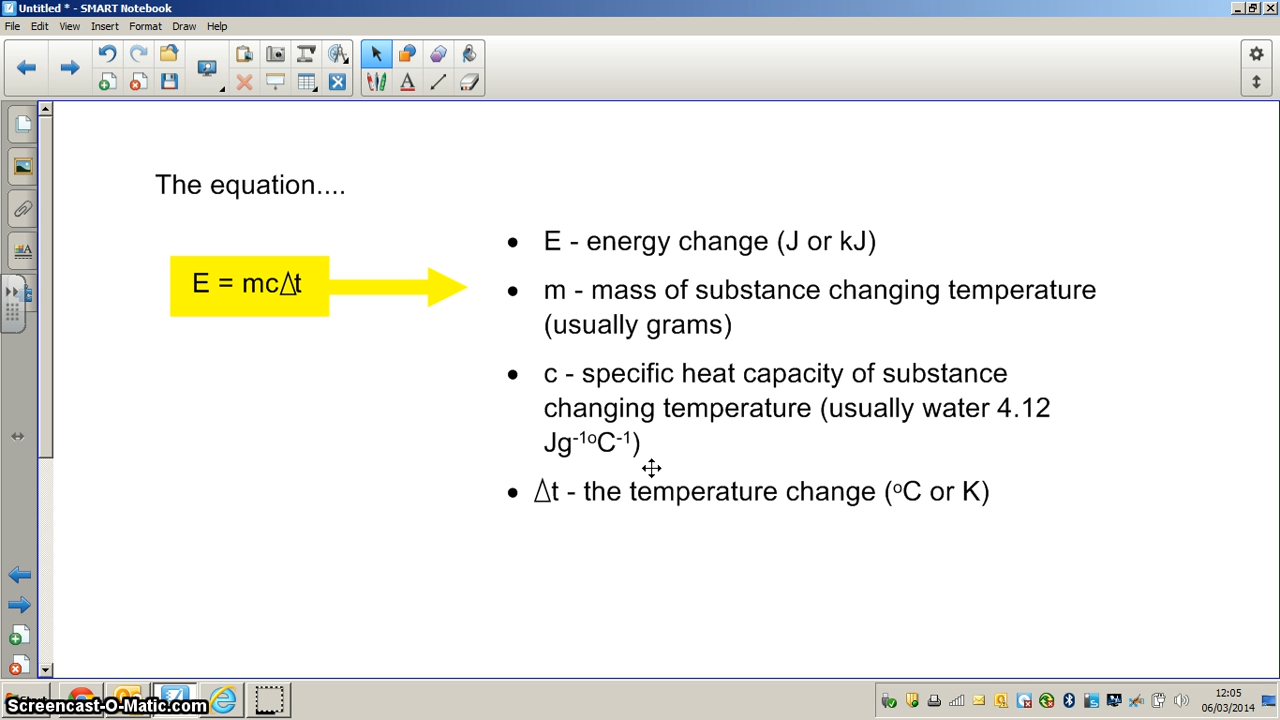 Untitled * - SMART Notebook
File Edit View Insert Format Draw Help
The equation....
E = mcΔt
• E - energy change (J or kJ)
• m - mass of substance changing temperature
(usually grams)
• c - specific heat capacity of substance
changing temperature (usually water 4.12
Jg⁻¹ᵒC⁻¹)
• Δt - the temperature change (ᵒC or K)
Screencast-O-Matic.com
12:05
06/03/2014